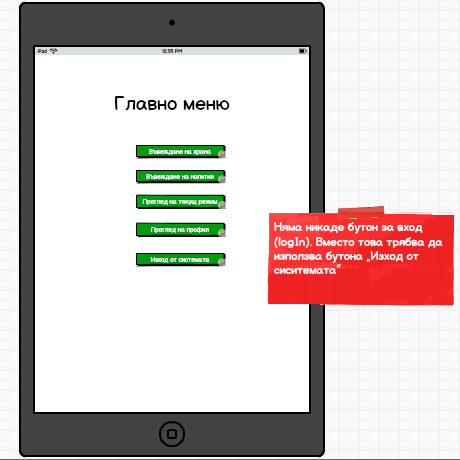 iPad
12:55 PM
Главно меню
Въвеждане на храна
Въвеждане на напитки
Преглед на текущ режим
Преглед на профил
Изход от системата
Няма никаде бутон за вход
(logIn). Вместо това трябва да
използва бутона „Изход от
сиситемата"